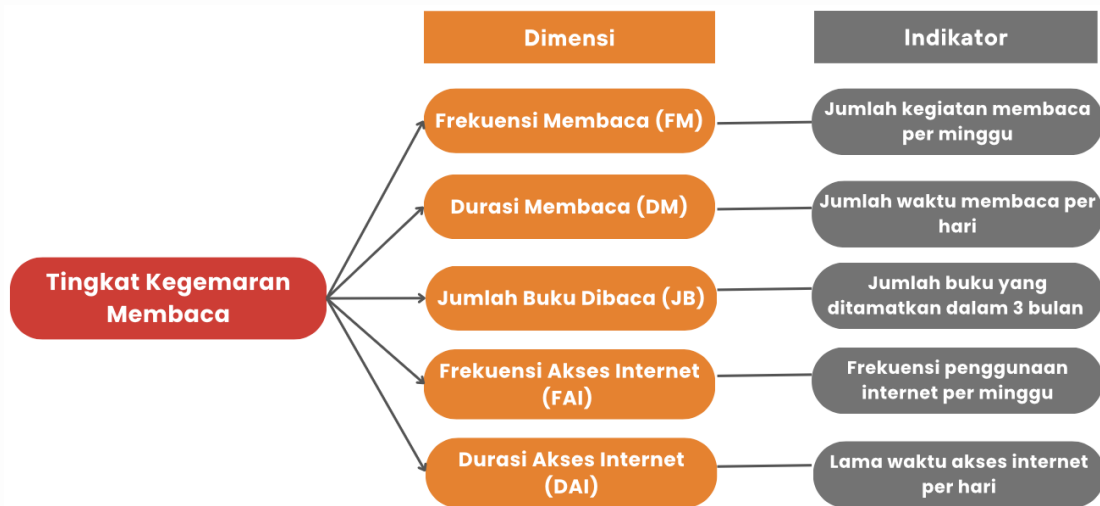 Dimensi
Indikator
Tingkat Kegemaran
Membaca
Frekuensi Membaca (FM)
Jumlah kegiatan membaca
per minggu
Durasi Membaca (DM)
Jumlah waktu membaca per
hari
Jumlah Buku Dibaca (JB)
Jumlah buku yang
ditamatkan dalam 3 bulan
Frekuensi Akses Internet
(FAI)
Frekuensi penggunaan
internet per minggu
Durasi Akses Internet
(DAI)
Lama waktu akses internet
per hari